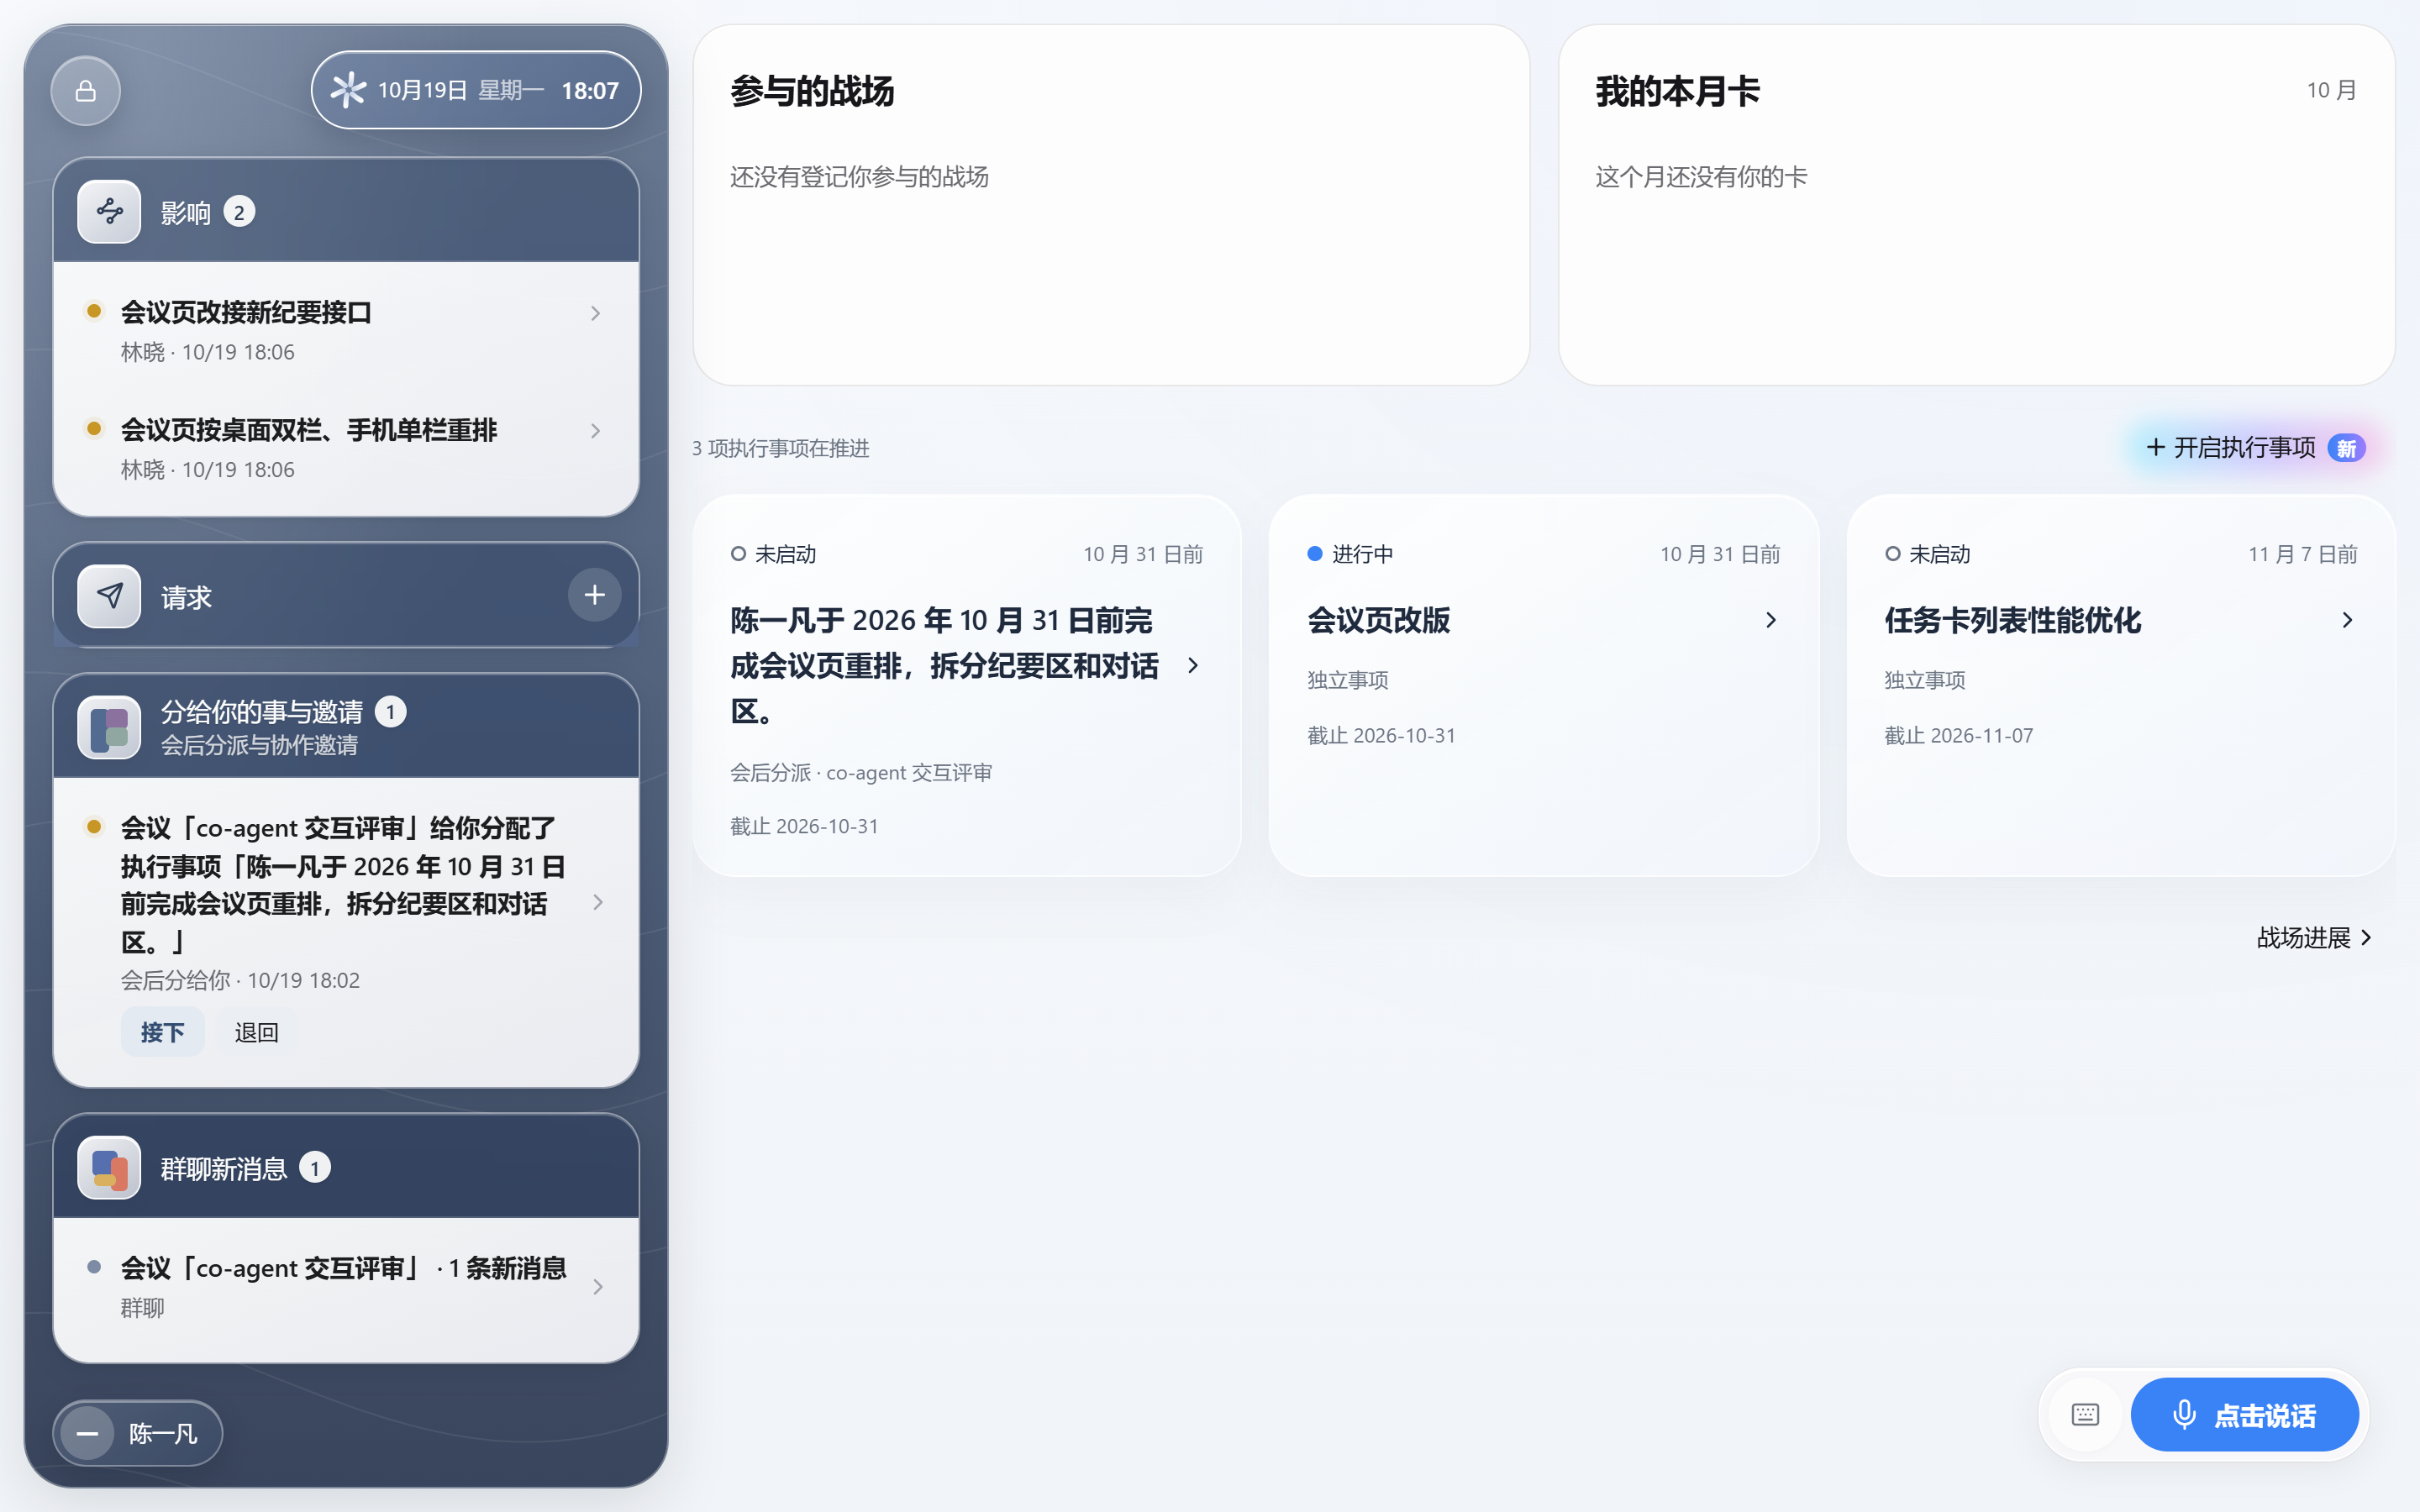 10月19日 星期一 18:07
影响 2
会议页改接新纪要接口
林晓 · 10/19 18:06
会议页按桌面双栏、手机单栏重排
林晓 · 10/19 18:06
请求
分给你的事与邀请 1
会后分派与协作邀请
会议「co-agent 交互评审」给你分配了
执行事项「陈一凡于 2026 年 10 月 31 日
前完成会议页重排，拆分纪要区和对话
区。」
会后分给你 · 10/19 18:02
接下 退回
群聊新消息 1
会议「co-agent 交互评审」 · 1 条新消息
群聊
陈一凡
参与的战场
还没有登记你参与的战场
我的本月卡 10 月
这个月还没有你的卡
3 项执行事项在推进
开启执行事项 新
未启动 10 月 31 日前
陈一凡于 2026 年 10 月 31 日前完
成会议页重排，拆分纪要区和对话
区。
会后分派 · co-agent 交互评审
截止 2026-10-31
进行中 10 月 31 日前
会议页改版
独立事项
截止 2026-10-31
未启动 11 月 7 日前
任务卡列表性能优化
独立事项
截止 2026-11-07
战场进展
点击说话